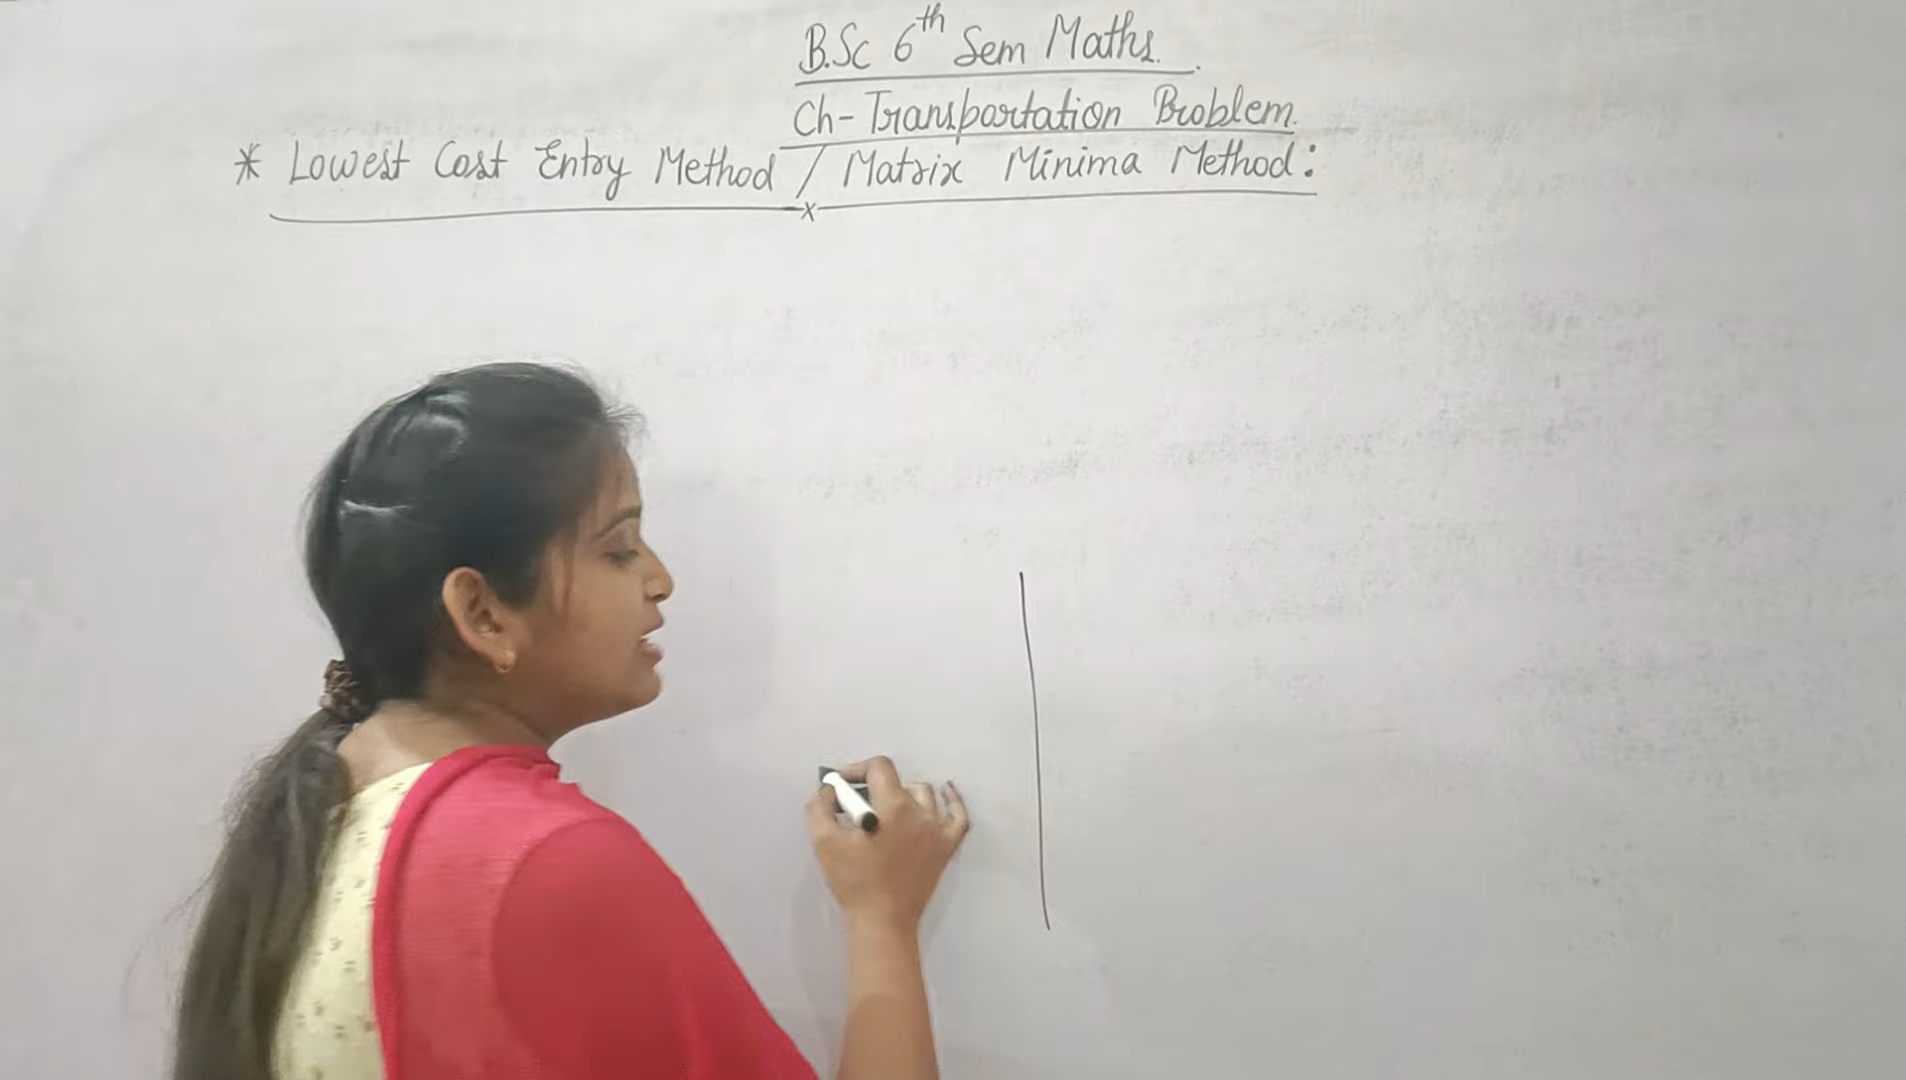 B.Sc 6th Sem Maths.
Ch- Transportation Problem.
* Lowest Cost Entry Method / Matrix Minima Method:
x